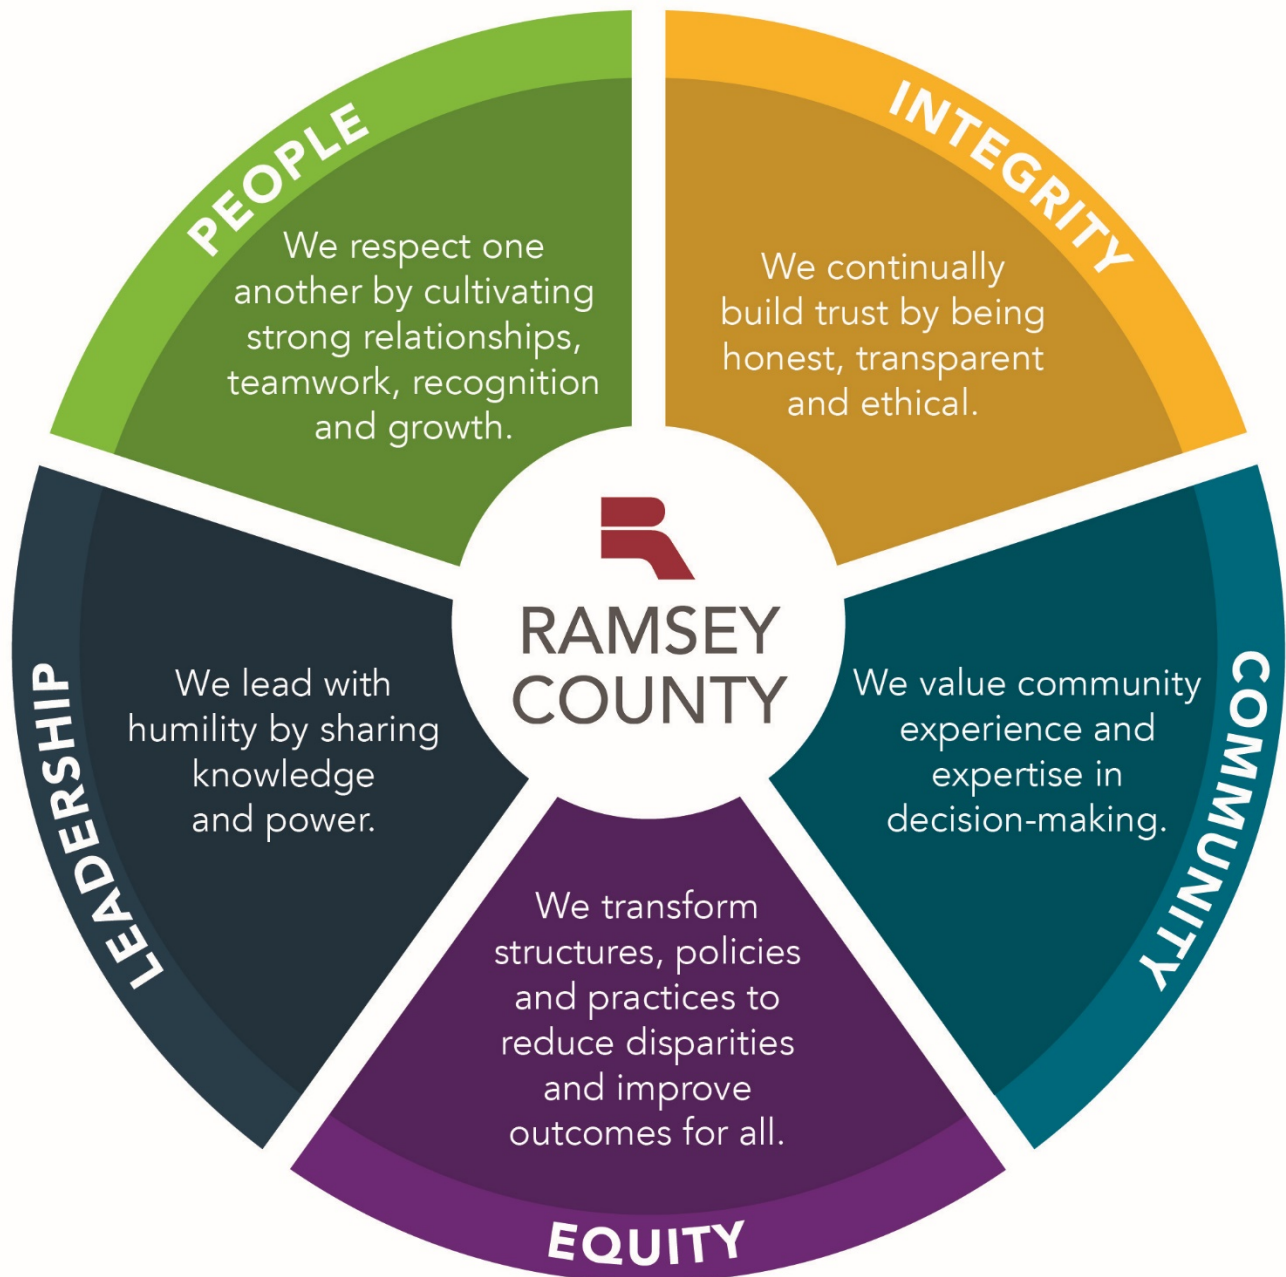 PEOPLE
We respect one
another by cultivating
strong relationships,
teamwork, recognition
and growth.
INTEGRITY
We continually
build trust by being
honest, transparent
and ethical.
RAMSEY
COUNTY
LEADERSHIP
We lead with
humility by sharing
knowledge
and power.
COMMUNITY
We value community
experience and
expertise in
decision-making.
We transform
structures, policies
and practices to
reduce disparities
and improve
outcomes for all.
EQUITY